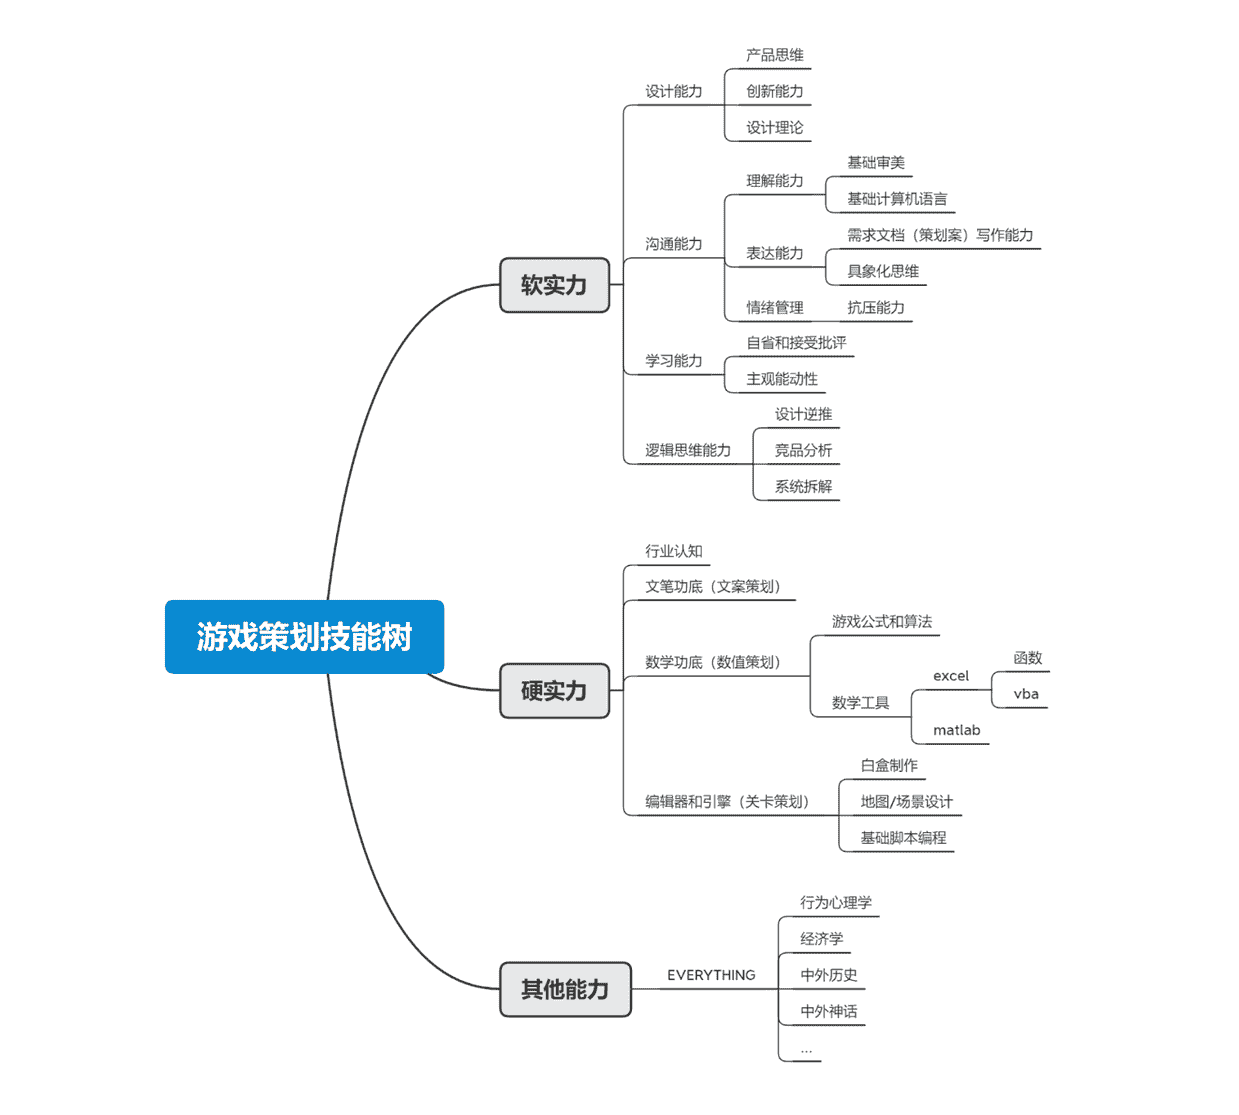 游戏策划技能树
软实力
设计能力
产品思维
创新能力
设计理论
沟通能力
理解能力
基础审美
基础计算机语言
表达能力
需求文档（策划案）写作能力
具象化思维
情绪管理
抗压能力
学习能力
自省和接受批评
主观能动性
逻辑思维能力
设计逆推
竞品分析
系统拆解
硬实力
行业认知
文笔功底（文案策划）
数学功底（数值策划）
游戏公式和算法
数学工具
excel
函数
vba
matlab
编辑器和引擎（关卡策划）
白盒制作
地图/场景设计
基础脚本编程
其他能力
EVERYTHING
行为心理学
经济学
中外历史
中外神话
...